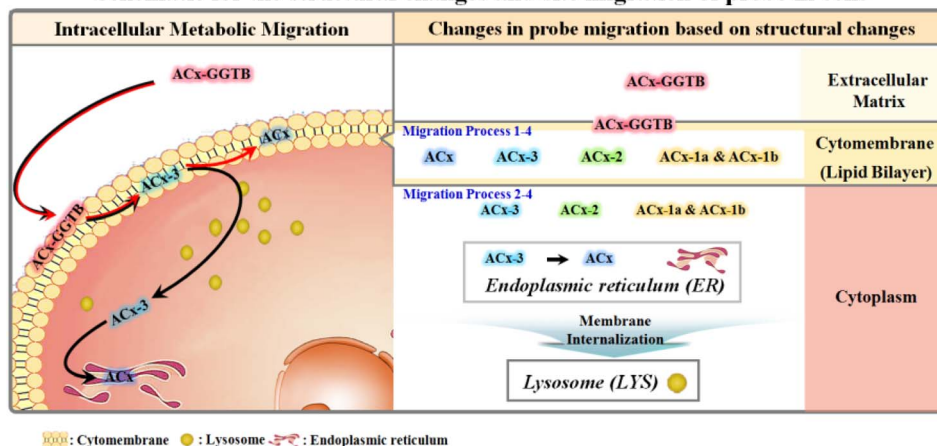 Intracellular Metabolic Migration
Changes in probe migration based on structural changes
ACx-GGTB
ACx
ACx-3
ACx-GGTB
ACx-3
ACx
ACx-GGTB
Extracellular
Matrix
ACx-GGTB
Migration Process 1-4
ACx ACx-3 ACx-2 ACx-1a & ACx-1b
Cytomembrane
(Lipid Bilayer)
Migration Process 2-4
ACx-3 ACx-2 ACx-1a & ACx-1b
ACx-3 ACx
Endoplasmic reticulum (ER)
Cytoplasm
Membrane
Internalization
Lysosome (LYS)
: Cytomembrane : Lysosome : Endoplasmic reticulum